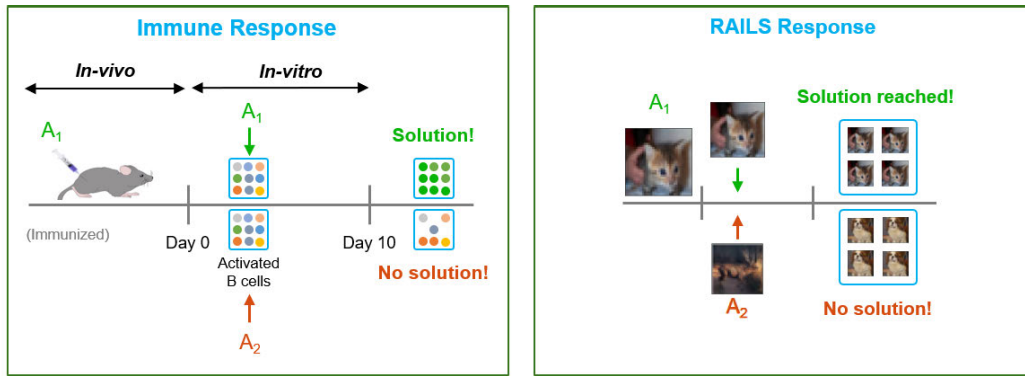 Immune Response
In-vivo
In-vitro
A₁
A₁
Solution!
(Immunized)
Day 0
Day 10
Activated
B cells
No solution!
A₂
RAILS Response
A₁
Solution reached!
A₂
No solution!